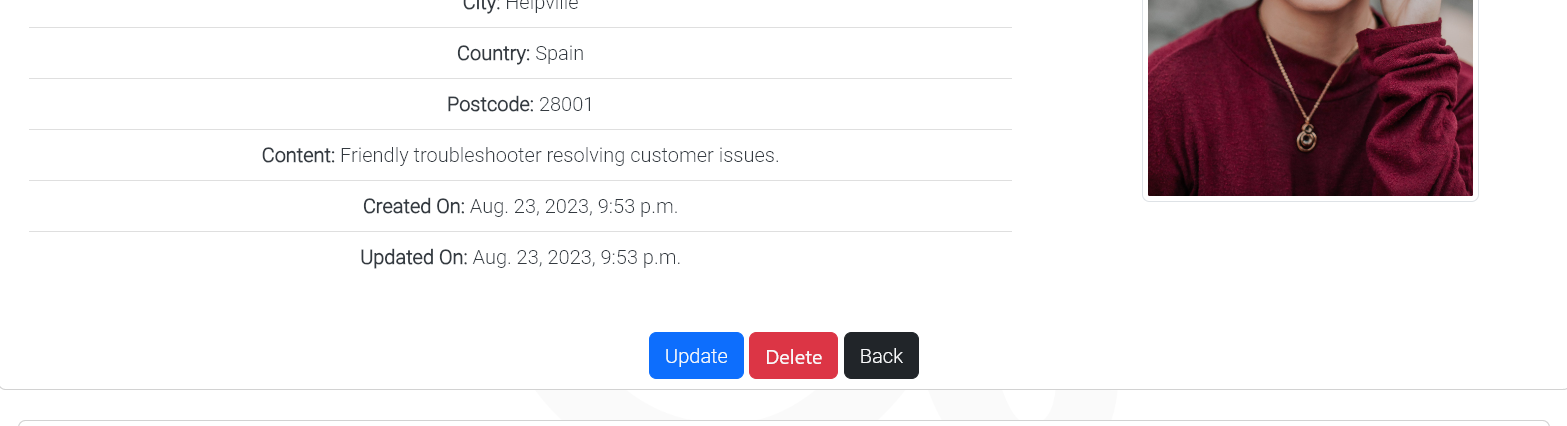 City: Helpville
Country: Spain
Postcode: 28001
Content: Friendly troubleshooter resolving customer issues.
Created On: Aug. 23, 2023, 9:53 p.m.
Updated On: Aug. 23, 2023, 9:53 p.m.
Update Delete Back